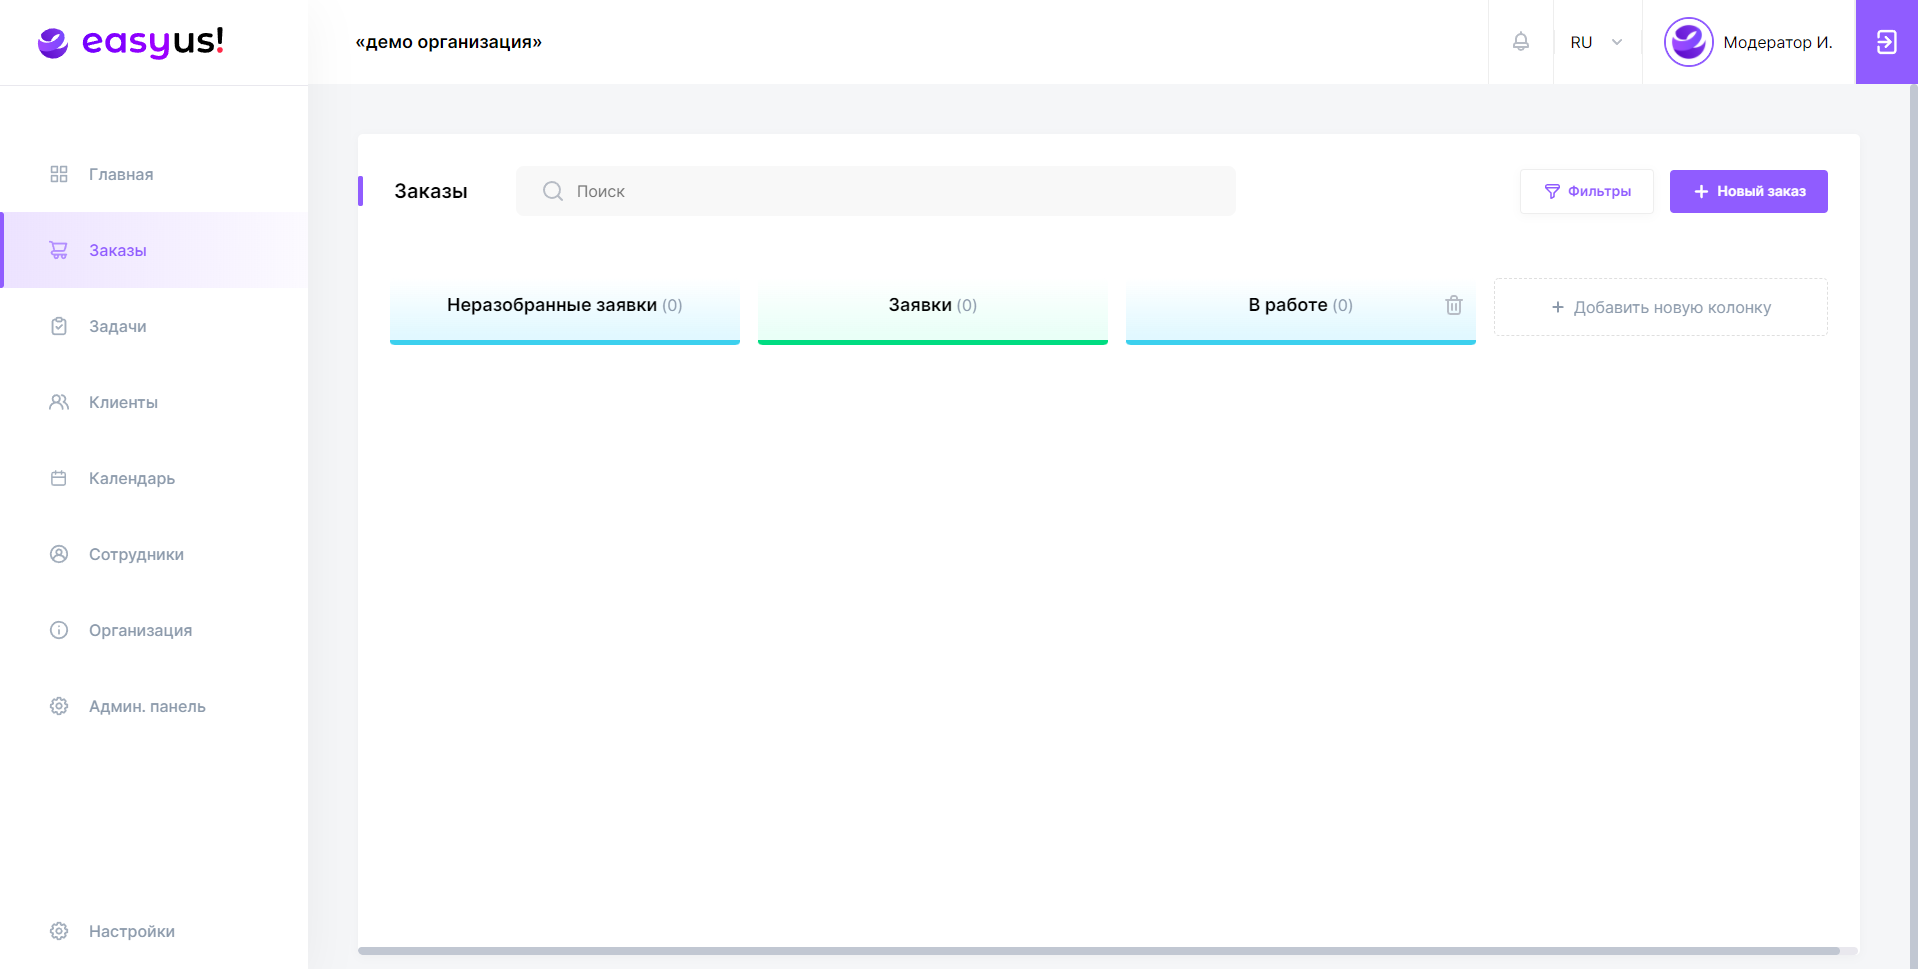 easyus!
«демо организация»
RU
Модератор И.
Главная
Заказы
Задачи
Клиенты
Календарь
Сотрудники
Организация
Админ. панель
Настройки
Заказы
Поиск
Фильтры
Новый заказ
Неразобранные заявки (0)
Заявки (0)
В работе (0)
+ Добавить новую колонку